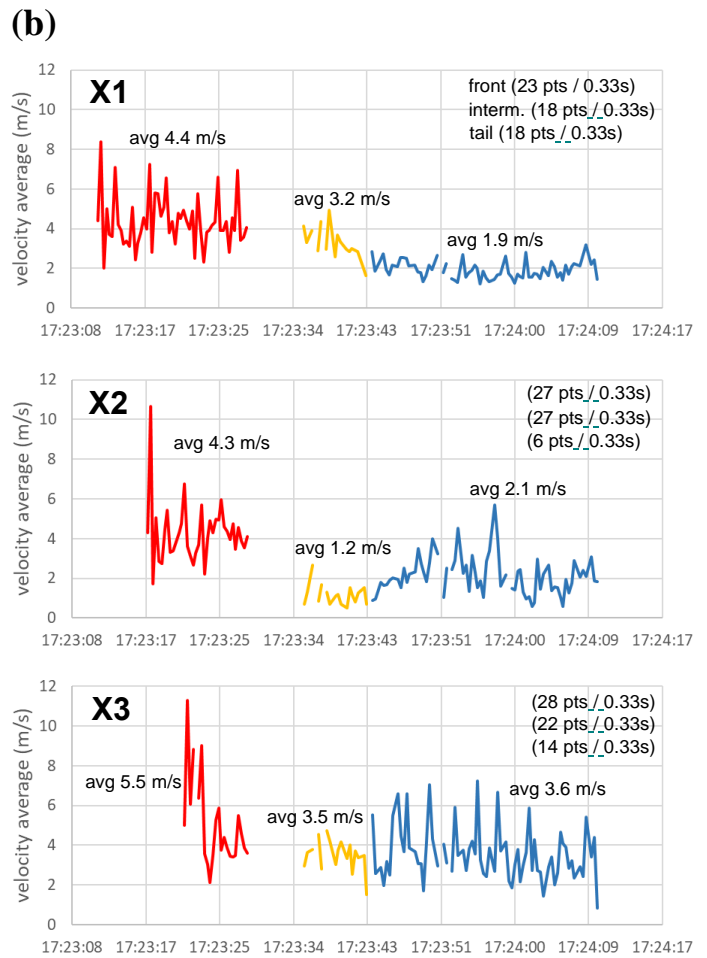 (b)
12
10
8
6
4
2
0
velocity average (m/s)
X1
front (23 pts / 0.33s)
interm. (18 pts / 0.33s)
tail (18 pts / 0.33s)
avg 4.4 m/s
avg 3.2 m/s
avg 1.9 m/s
17:23:08 17:23:17 17:23:25 17:23:34 17:23:43 17:23:51 17:24:00 17:24:09 17:24:17
12
10
8
6
4
2
0
velocity average (m/s)
X2
(27 pts / 0.33s)
(27 pts / 0.33s)
(6 pts / 0.33s)
avg 4.3 m/s
avg 1.2 m/s
avg 2.1 m/s
17:23:08 17:23:17 17:23:25 17:23:34 17:23:43 17:23:51 17:24:00 17:24:09 17:24:17
12
10
8
6
4
2
0
velocity average (m/s)
X3
(28 pts / 0.33s)
(22 pts / 0.33s)
(14 pts / 0.33s)
avg 5.5 m/s
avg 3.5 m/s
avg 3.6 m/s
17:23:08 17:23:17 17:23:25 17:23:34 17:23:43 17:23:51 17:24:00 17:24:09 17:24:17